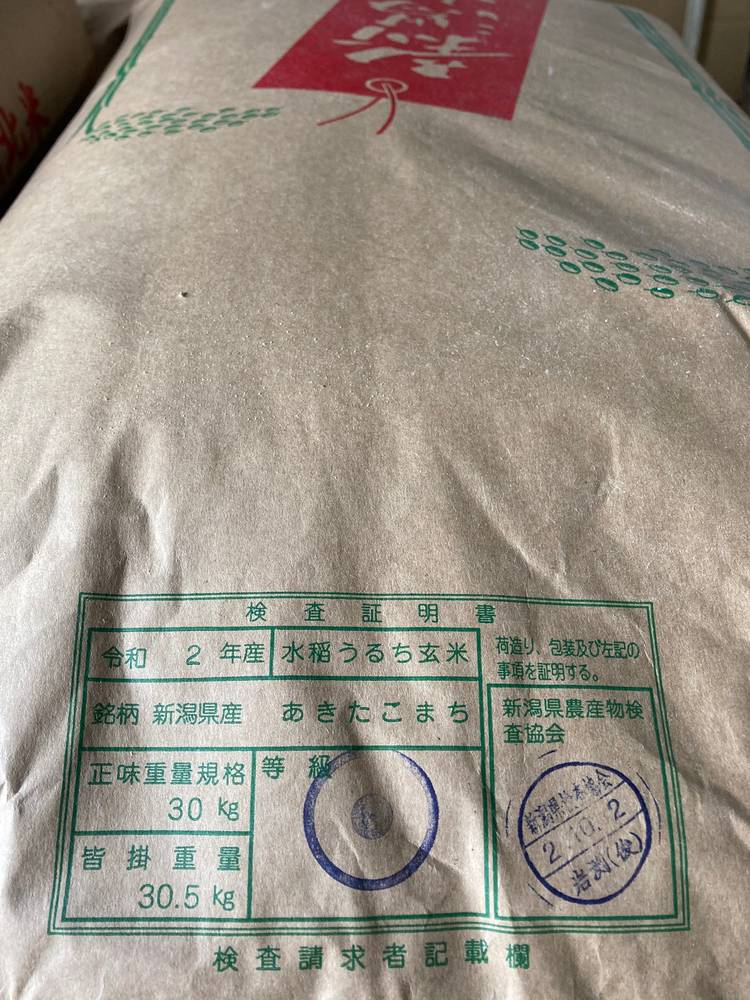 検査証明書
令和 2 年産 水稲うるち玄米
荷造り、包装及び左記の
事項を証明する。
銘柄 新潟県産 あきたこまち
新潟県農産物検
査協会
正味重量規格
30 kg
等級
皆掛重量
30.5 kg
2.10.2
検査請求者記載欄